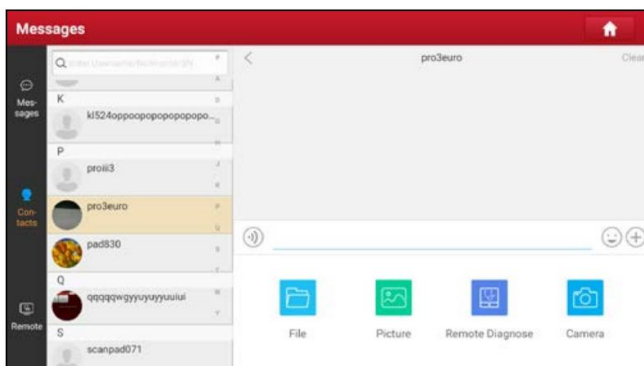 Messages
Mes-
sages
Con-
tacts
Remote
K
kl524oppoopopopopopopo...
P
proiii3
pro3euro
pad830
Q
qqqqqwgyyuyuyyuuiui
S
scanpad071
pro3euro
Clear
File
Picture
Remote Diagnose
Camera